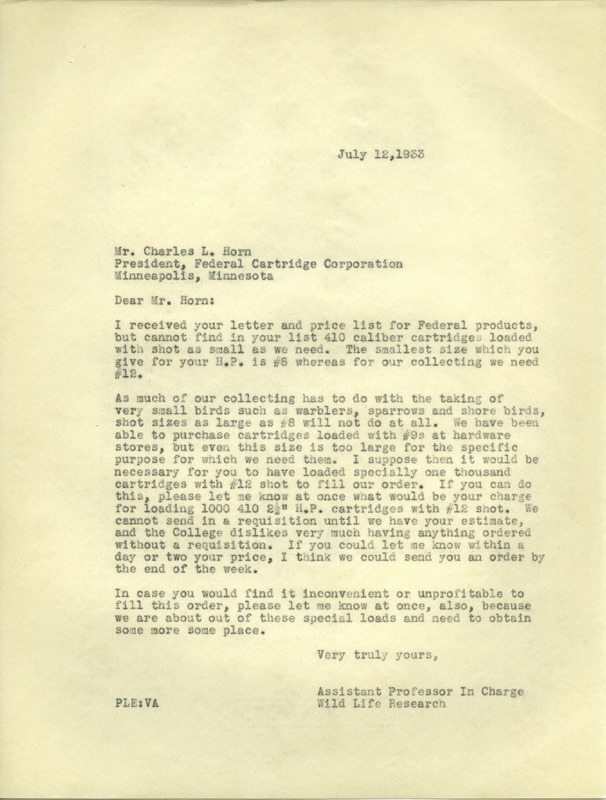 July 12,1933
Mr. Charles L. Horn
President, Federal Cartridge Corporation
Minneapolis, Minnesota
Dear Mr. Horn:
I received your letter and price list for Federal products,
but cannot find in your list 410 caliber cartridges loaded
with shot as small as we need. The smallest size which you
give for your H.P. is #8 whereas for our collecting we need
#12.
As much of our collecting has to do with the taking of
very small birds such as warblers, sparrows and shore birds,
shot sizes as large as #8 will not do at all. We have been
able to purchase cartridges loaded with #9s at hardware
stores, but even this size is too large for the specific
purpose for which we need them. I suppose then it would be
necessary for you to have loaded specially one thousand
cartridges with #12 shot to fill our order. If you can do
this, please let me know at once what would be your charge
for loading 1000 410 2½" H.P. cartridges with #12 shot. We
cannot send in a requisition until we have your estimate,
and the College dislikes very much having anything ordered
without a requisition. If you could let me know within a
day or two your price, I think we could send you an order by
the end of the week.
In case you would find it inconvenient or unprofitable to
fill this order, please let me know at once, also, because
we are about out of these special loads and need to obtain
some more some place.
Very truly yours,
Assistant Professor In Charge
PLE:VA Wild Life Research